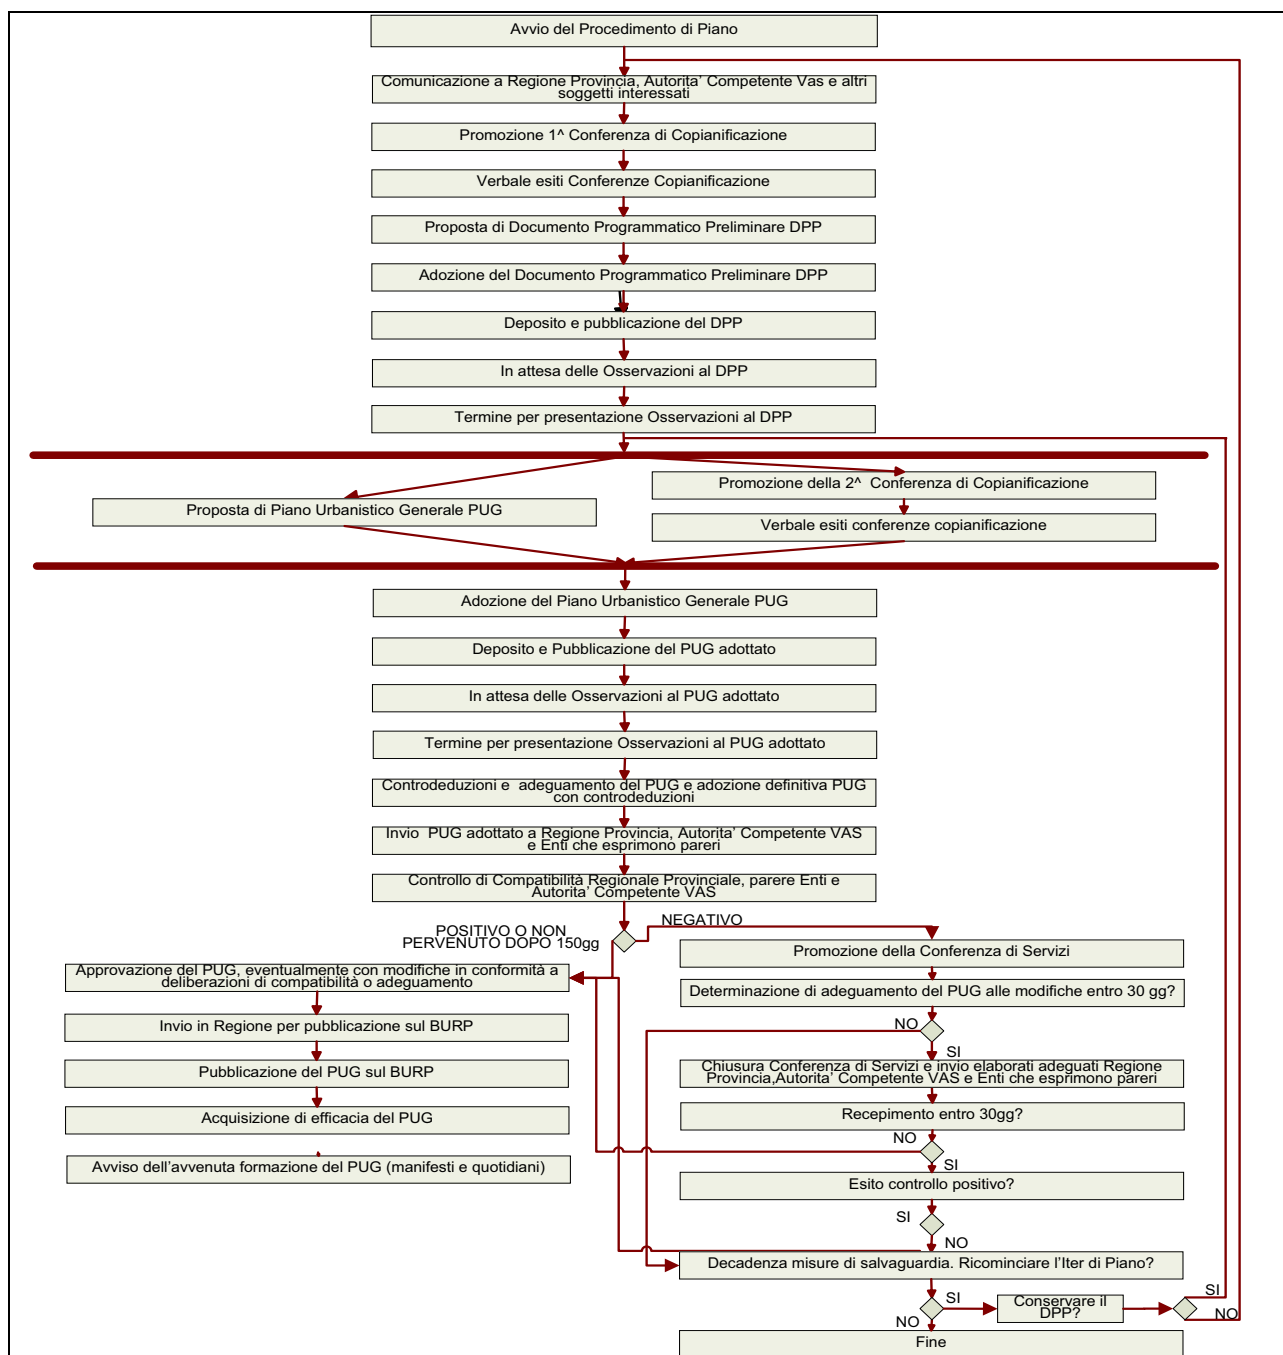 Avvio del Procedimento di Piano
Comunicazione a Regione Provincia, Autorita' Competente Vas e altri
soggetti interessati
Promozione 1^ Conferenza di Copianificazione
Verbale esiti Conferenze Copianificazione
Proposta di Documento Programmatico Preliminare DPP
Adozione del Documento Programmatico Preliminare DPP
Deposito e pubblicazione del DPP
In attesa delle Osservazioni al DPP
Termine per presentazione Osservazioni al DPP
Promozione della 2^ Conferenza di Copianificazione
Proposta di Piano Urbanistico Generale PUG
Verbale esiti conferenze copianificazione
Adozione del Piano Urbanistico Generale PUG
Deposito e Pubblicazione del PUG adottato
In attesa delle Osservazioni al PUG adottato
Termine per presentazione Osservazioni al PUG adottato
Controdeduzioni e adeguamento del PUG e adozione definitiva PUG
con controdeduzioni
Invio PUG adottato a Regione Provincia, Autorita' Competente VAS
e Enti che esprimono pareri
Controllo di Compatibilità Regionale Provinciale, parere Enti e
Autorita' Competente VAS
POSITIVO O NON
PERVENUTO DOPO 150gg
NEGATIVO
Approvazione del PUG, eventualmente con modifiche in conformità a
deliberazioni di compatibilità o adeguamento
Invio in Regione per pubblicazione sul BURP
Pubblicazione del PUG sul BURP
Acquisizione di efficacia del PUG
Avviso dell'avvenuta formazione del PUG (manifesti e quotidiani)
Promozione della Conferenza di Servizi
Determinazione di adeguamento del PUG alle modifiche entro 30 gg?
NO
SI
Chiusura Conferenza di Servizi e invio elaborati adeguati Regione
Provincia,Autorita' Competente VAS e Enti che esprimono pareri
Recepimento entro 30gg?
NO
SI
Esito controllo positivo?
SI
NO
Decadenza misure di salvaguardia. Ricominciare l'Iter di Piano?
SI
NO
Conservare il
DPP?
SI
NO
Fine